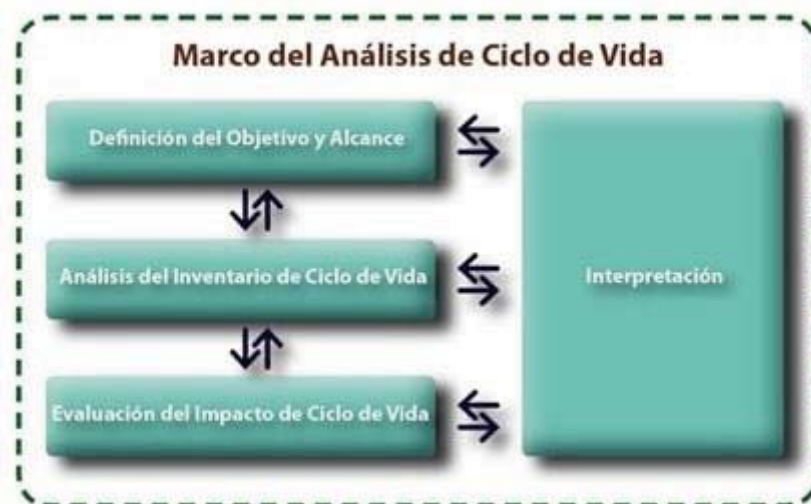 Marco del Análisis de Ciclo de Vida
Definición del Objetivo y Alcance
Análisis del Inventario de Ciclo de Vida
Interpretación
Evaluación del Impacto de Ciclo de Vida